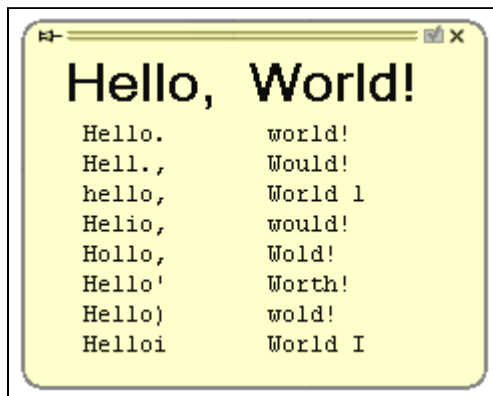 Hello, World!
Hello. world!
Hell., Would!
hello, World l
Helio, would!
Hollo, Wold!
Hello' Worth!
Hello) wold!
Helloi World I